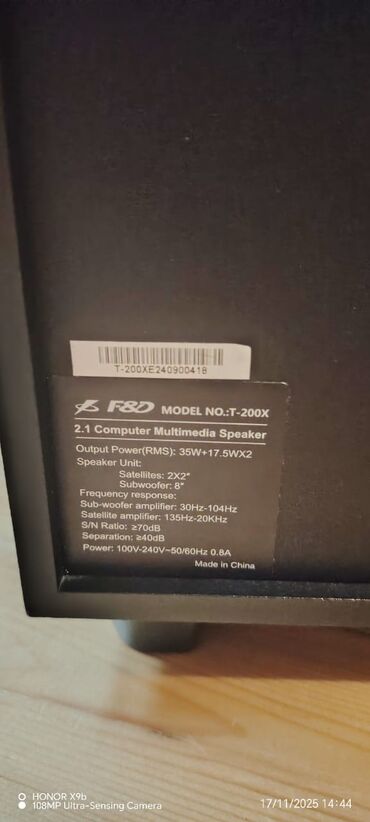 T-200XE240900418
F&D MODEL NO.:T-200X
2.1 Computer Multimedia Speaker
Output Power(RMS): 35W+17.5WX2
Speaker Unit:
Satellites: 2X2"
Subwoofer: 8"
Frequency response:
Sub-woofer amplifier: 30Hz-104Hz
Satellite amplifier: 135Hz-20KHz
S/N Ratio: ≥70dB
Separation: ≥40dB
Power: 100V-240V~50/60Hz 0.8A
Made in China
HONOR X9b
108MP Ultra-Sensing Camera
17/11/2025 14:44